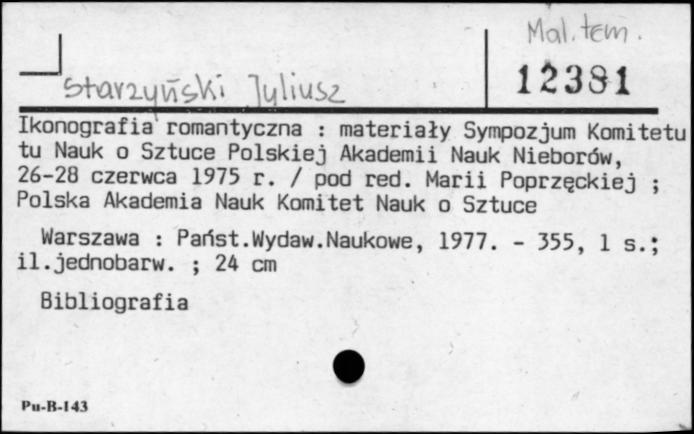 Mal. tem.
12381
Starzyński Juliusz
Ikonografia romantyczna : materiały Sympozjum Komitetu
tu Nauk o Sztuce Polskiej Akademii Nauk Nieborów,
26-28 czerwca 1975 r. / pod red. Marii Poprzęckiej ;
Polska Akademia Nauk Komitet Nauk o Sztuce
Warszawa : Państ.Wydaw.Naukowe, 1977. - 355, 1 s.;
il.jednobarw. ; 24 cm
Bibliografia
Pu-B-143